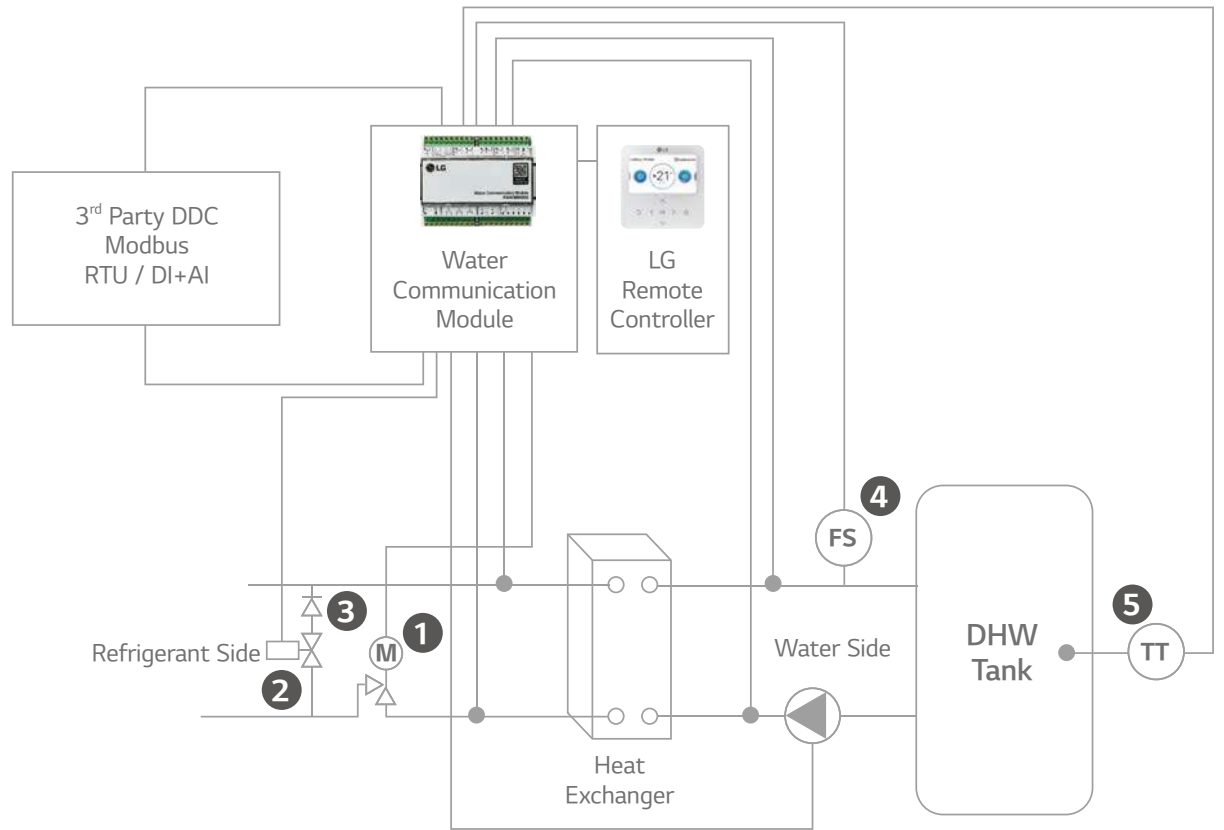 3rd Party DDC
Modbus
RTU / DI+AI
LG
Water
Communication
Module
LG
21
LG
Remote
Controller
4
FS
3
1
M
Refrigerant Side
2
Water Side
DHW
Tank
5
TT
Heat
Exchanger